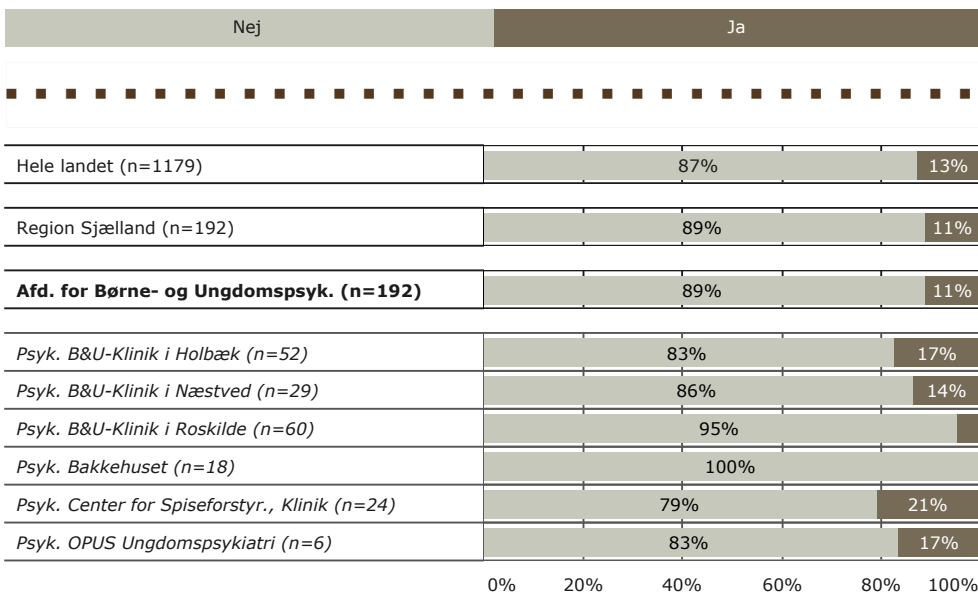 Nej Ja
Hele landet (n=1179) 87% 13%
Region Sjælland (n=192) 89% 11%
Afd. for Børne- og Ungdomspsyk. (n=192) 89% 11%
Psyk. B&U-Klinik i Holbæk (n=52) 83% 17%
Psyk. B&U-Klinik i Næstved (n=29) 86% 14%
Psyk. B&U-Klinik i Roskilde (n=60) 95%
Psyk. Bakkehuset (n=18) 100%
Psyk. Center for Spiseforstyr., Klinik (n=24) 79% 21%
Psyk. OPUS Ungdomspsykiatri (n=6) 83% 17%
0% 20% 40% 60% 80% 100%